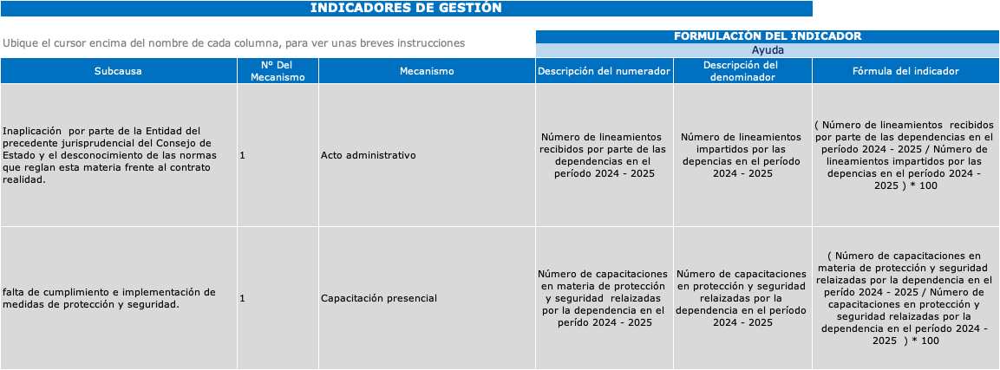 INDICADORES DE GESTIÓN
Ubique el cursor encima del nombre de cada columna, para ver unas breves instrucciones
FORMULACIÓN DEL INDICADOR
Ayuda
Subcausa
Nº Del
Mecanismo
Mecanismo
Descripción del numerador
Descripción del
denominador
Fórmula del indicador
Inaplicación  por parte de la Entidad del
precedente jurisprudencial del Consejo de
Estado y el desconocimiento de las normas
que reglan esta materia frente al contrato
realidad.
1
Acto administrativo
Número de lineamientos
recibidos por parte de las
dependencias en el
período 2024 - 2025
Número de lineamientos
impartidos por las
depencias en el período
2024 - 2025
( Número de lineamientos  recibidos
por parte de las dependencias en el
período 2024 - 2025 / Número de
lineamientos impartidos por las
depencias en el período 2024 -
2025 ) * 100
falta de cumplimiento e implementación de
medidas de protección y seguridad.
1
Capacitación presencial
Número de capacitaciones
en materia de protección
y seguridad  relaizadas
por la dependencia en el
perído 2024 - 2025
Número de capacitaciones
en protección y seguridad
relaizadas por la
dependencia en el período
2024 - 2025
( Número de capacitaciones en
materia de protección y seguridad
relaizadas por la dependencia en el
perído 2024 - 2025 / Número de
capacitaciones en protección y
seguridad relaizadas por la
dependencia en el período 2024 -
2025  ) * 100